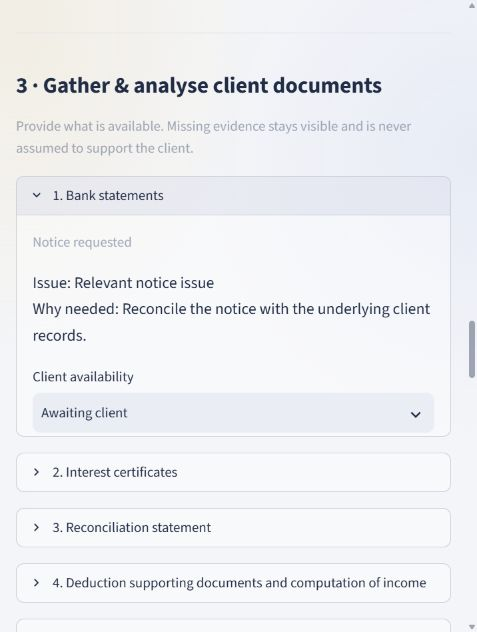 3 · Gather & analyse client documents
Provide what is available. Missing evidence stays visible and is never
assumed to support the client.
1. Bank statements
Notice requested
Issue: Relevant notice issue
Why needed: Reconcile the notice with the underlying client
records.
Client availability
Awaiting client
2. Interest certificates
3. Reconciliation statement
4. Deduction supporting documents and computation of income